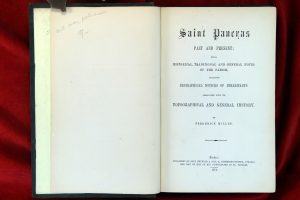 Saint Pancras
PAST AND PRESENT;
BEING
HISTORICAL, TRADITIONAL AND GENERAL NOTES
OF THE PARISH,
INCLUDING
BIOGRAPHICAL NOTICES OF INHABITANTS
ASSOCIATED WITH ITS
TOPOGRAPHICAL AND GENERAL HISTORY.
BY
FREDERICK MILLER.
London: